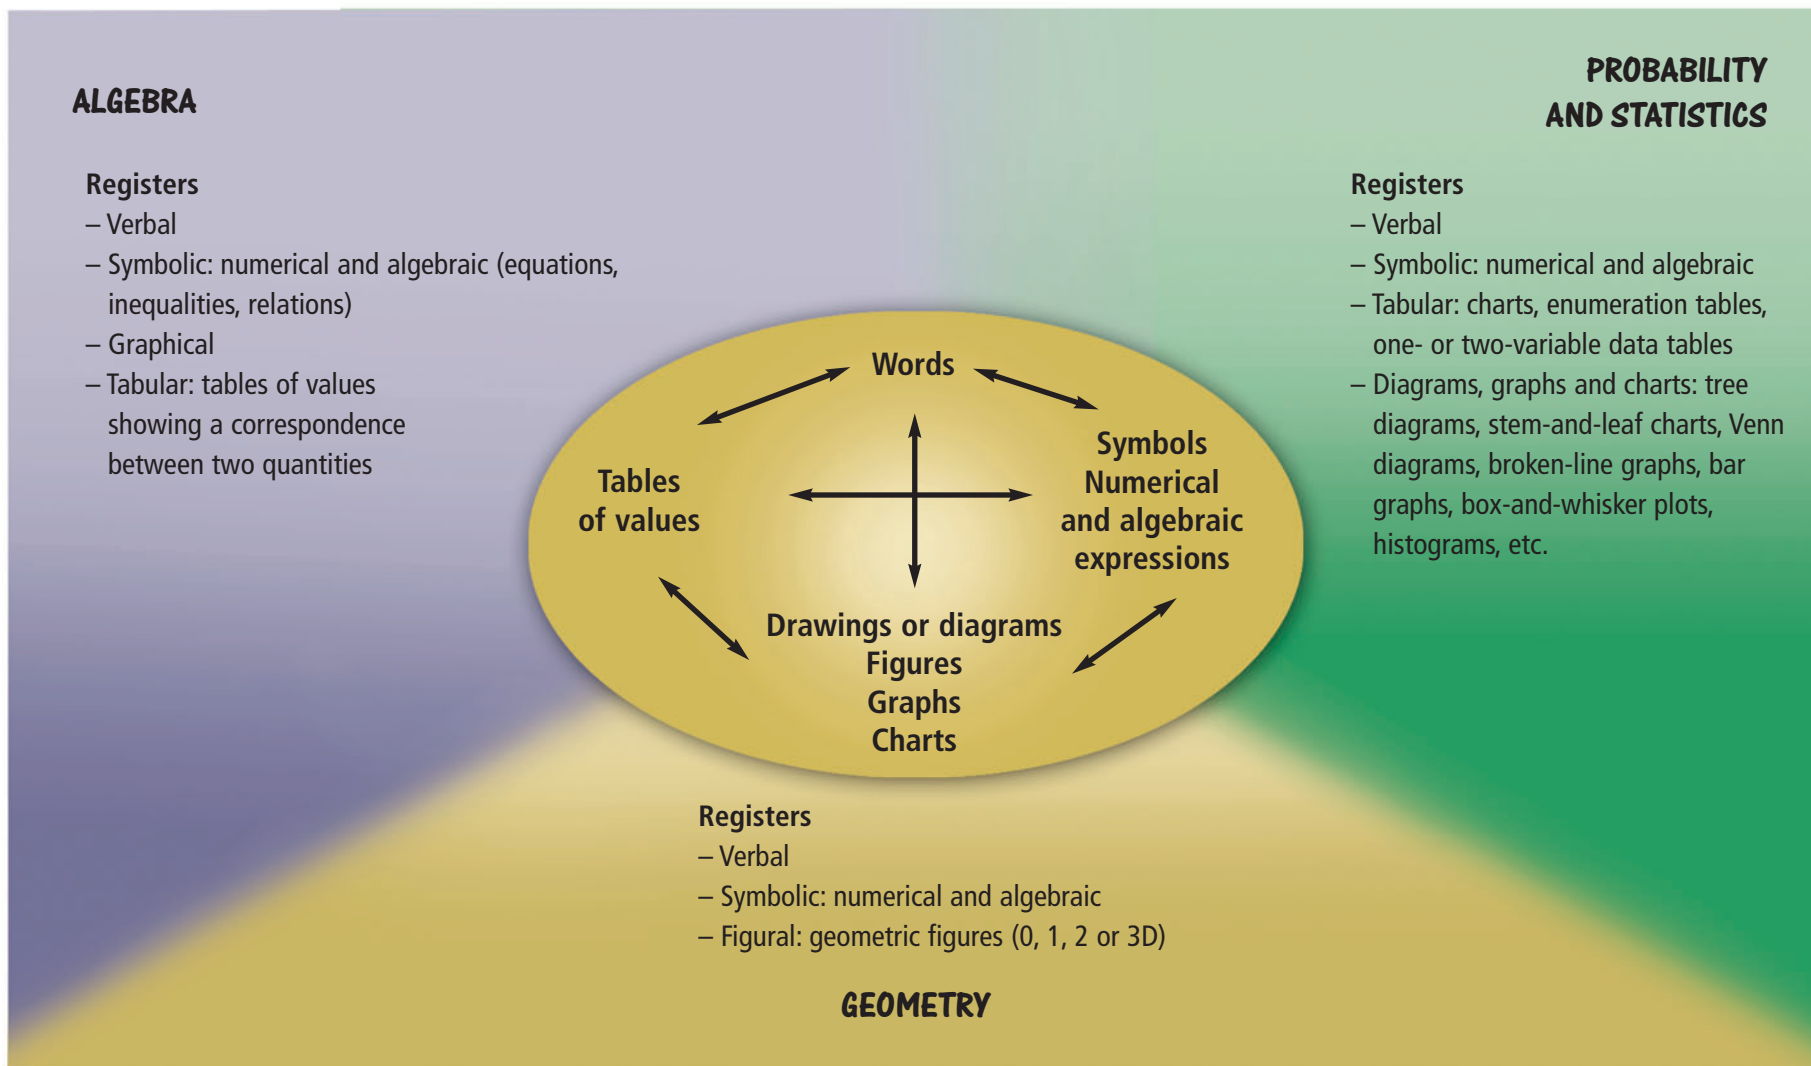 ALGEBRA
Registers
– Verbal
– Symbolic: numerical and algebraic (equations,
inequalities, relations)
– Graphical
– Tabular: tables of values
showing a correspondence
between two quantities
PROBABILITY
AND STATISTICS
Registers
– Verbal
– Symbolic: numerical and algebraic
– Tabular: charts, enumeration tables,
one- or two-variable data tables
– Diagrams, graphs and charts: tree
diagrams, stem-and-leaf charts, Venn
diagrams, broken-line graphs, bar
graphs, box-and-whisker plots,
histograms, etc.
Words
Tables
of values
Symbols
Numerical
and algebraic
expressions
Drawings or diagrams
Figures
Graphs
Charts
Registers
– Verbal
– Symbolic: numerical and algebraic
– Figural: geometric figures (0, 1, 2 or 3D)
GEOMETRY